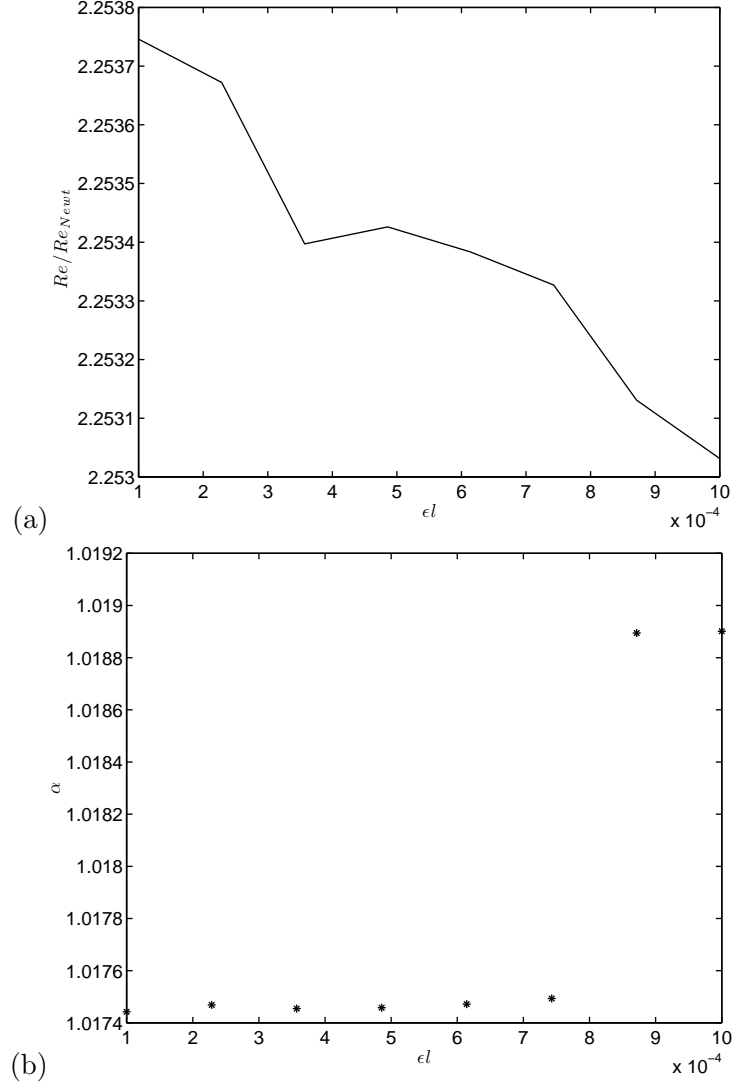 2.2538
2.2537
2.2536
2.2535
2.2534
2.2533
2.2532
2.2531
2.253
Re/Re_{Newt}
1 2 3 4 5 6 7 8 9 10
x 10^{-4}
ϵl
(a)
1.0192
1.019
1.0188
1.0186
1.0184
1.0182
1.018
1.0178
1.0176
1.0174
α
1 2 3 4 5 6 7 8 9 10
x 10^{-4}
ϵl
(b)